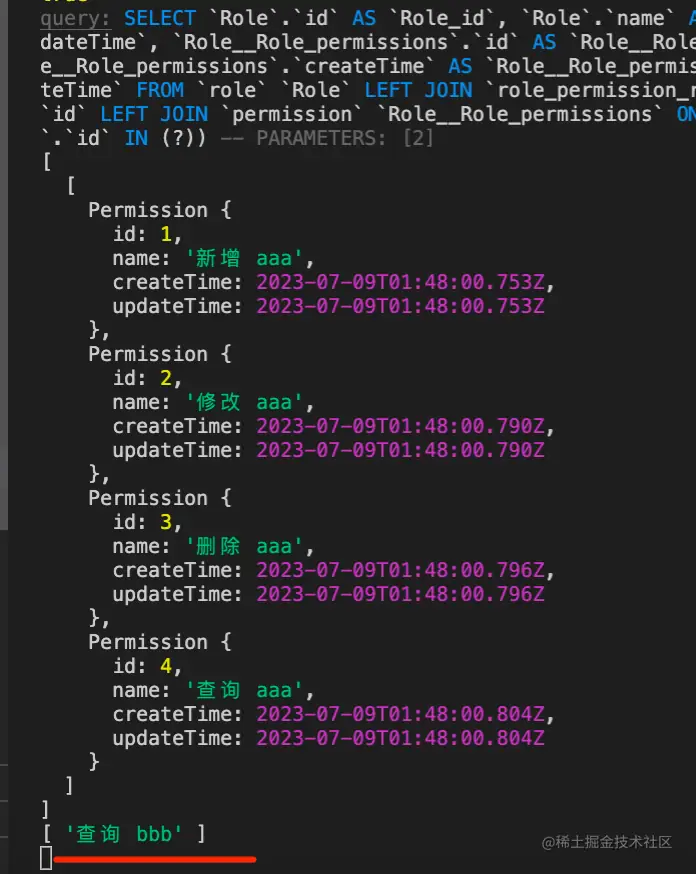 query: SELECT `Role`.`id` AS `Role_id`, `Role`.`name`
dateTime`, `Role__Role_permissions`.`id` AS `Role__Role
e__Role_permissions`.`createTime` AS `Role__Role_permis
teTime` FROM `role` `Role` LEFT JOIN `role_permission_
`id` LEFT JOIN `permission` `Role__Role_permissions` ON
`.`id` IN (?)) -- PARAMETERS: [2]
[
[
Permission {
id: 1,
name: '新增 aaa',
createTime: 2023-07-09T01:48:00.753Z,
updateTime: 2023-07-09T01:48:00.753Z
},
Permission {
id: 2,
name: '修改 aaa',
createTime: 2023-07-09T01:48:00.790Z,
updateTime: 2023-07-09T01:48:00.790Z
},
Permission {
id: 3,
name: '删除 aaa',
createTime: 2023-07-09T01:48:00.796Z,
updateTime: 2023-07-09T01:48:00.796Z
},
Permission {
id: 4,
name: '查询 aaa',
createTime: 2023-07-09T01:48:00.804Z,
updateTime: 2023-07-09T01:48:00.804Z
}
]
]
[ '查询 bbb' ]
@稀土掘金技术社区